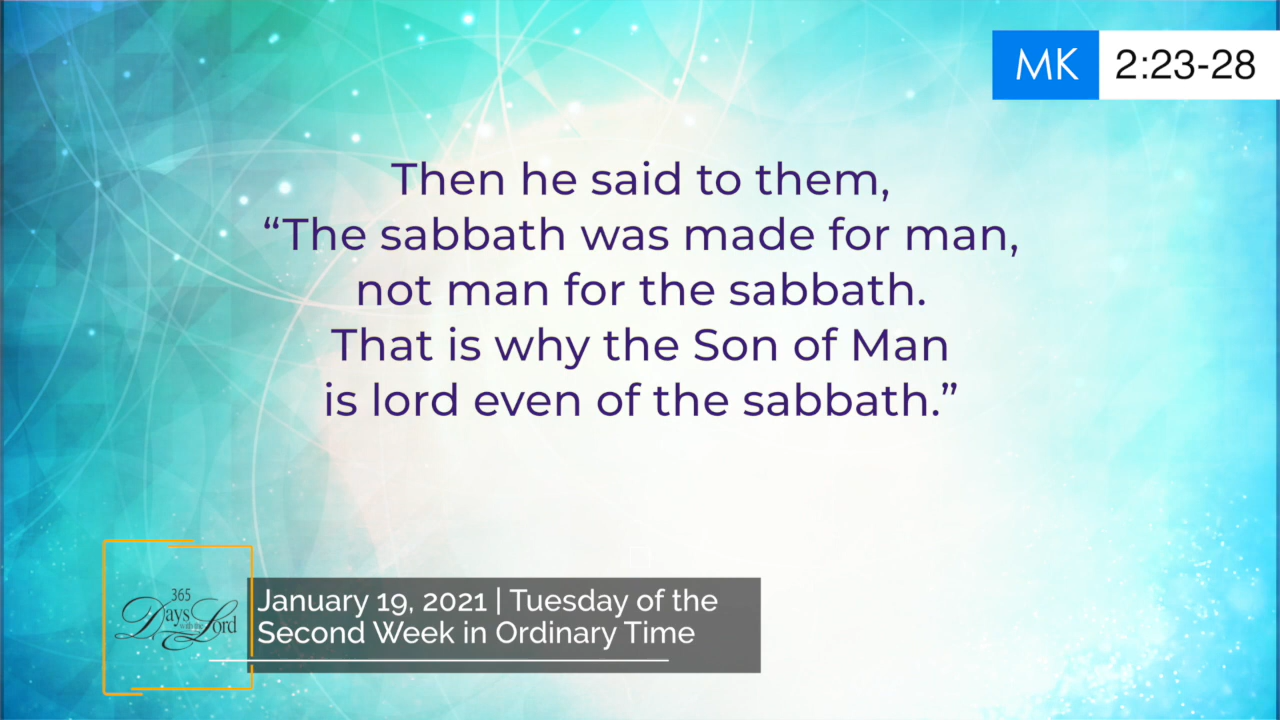 MK 2:23-28
Then he said to them,
“The sabbath was made for man,
not man for the sabbath.
That is why the Son of Man
is lord even of the sabbath.”
365
Days with the Lord
January 19, 2021 | Tuesday of the
Second Week in Ordinary Time